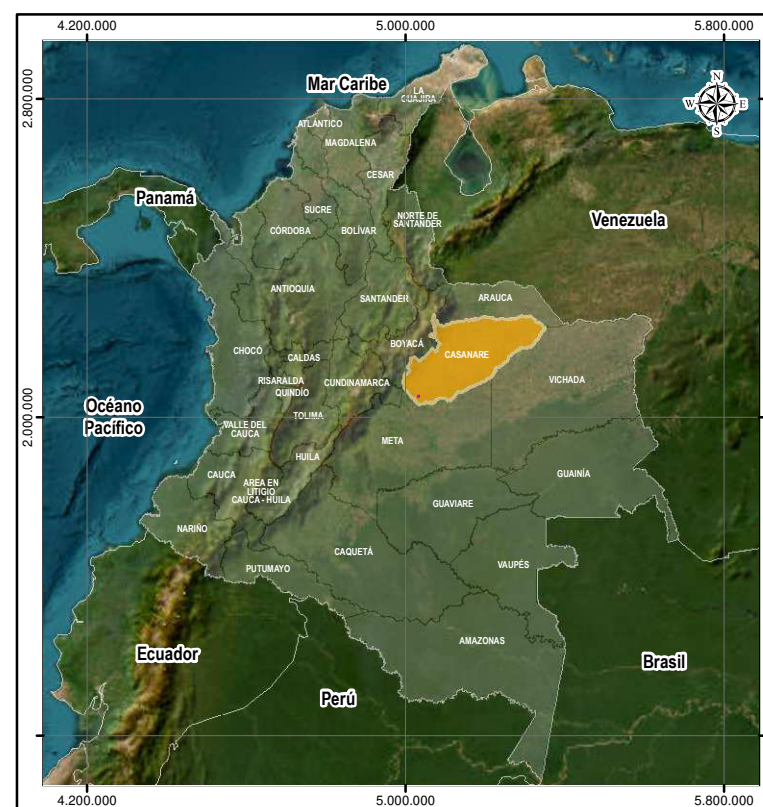 4.200.000
5.000.000
5.800.000
2.800.000
2.000.000
N
W
E
S
Mar Caribe
LA
GUAJIRA
ATLÁNTICO
MAGDALENA
CESAR
Panamá
SUCRE
NORTE DE
SANTANDER
Venezuela
CÓRDOBA
BOLÍVAR
ANTIOQUIA
SANTANDER
ARAUCA
BOYACÁ
CHOCÓ
CALDAS
CASANARE
RISARALDA
CUNDINAMARCA
VICHADA
QUINDÍO
Océano
Pacífico
TOLIMA
VALLE DEL
CAUCA
META
HUILA
CAUCA
AREA EN
LITIGIO
CAUCA - HUILA
GUAINÍA
GUAVIARE
NARIÑO
CAQUETÁ
VAUPÉS
PUTUMAYO
AMAZONAS
Ecuador
Perú
Brasil
4.200.000
5.000.000
5.800.000